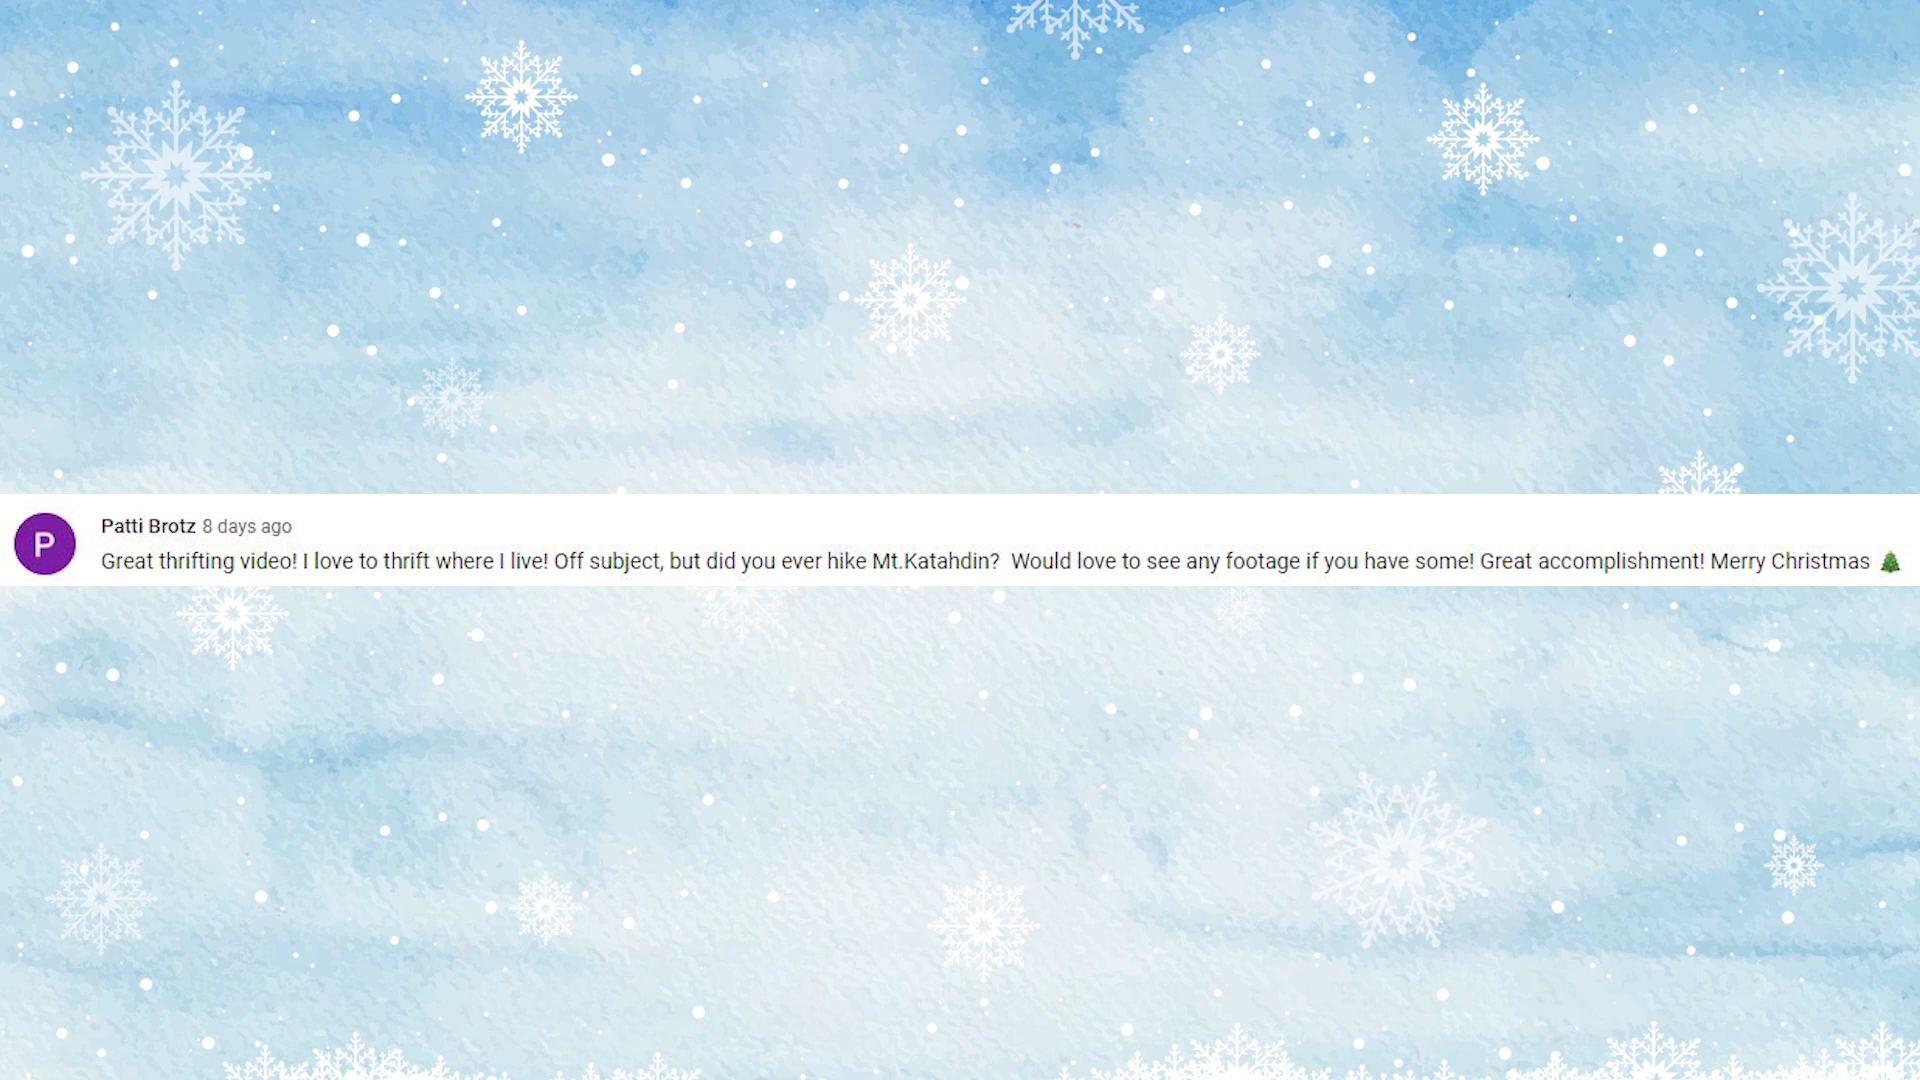 P
Patti Brotz 8 days ago
Great thrifting video! I love to thrift where I live! Off subject, but did you ever hike Mt.Katahdin?  Would love to see any footage if you have some! Great accomplishment! Merry Christmas 🎄